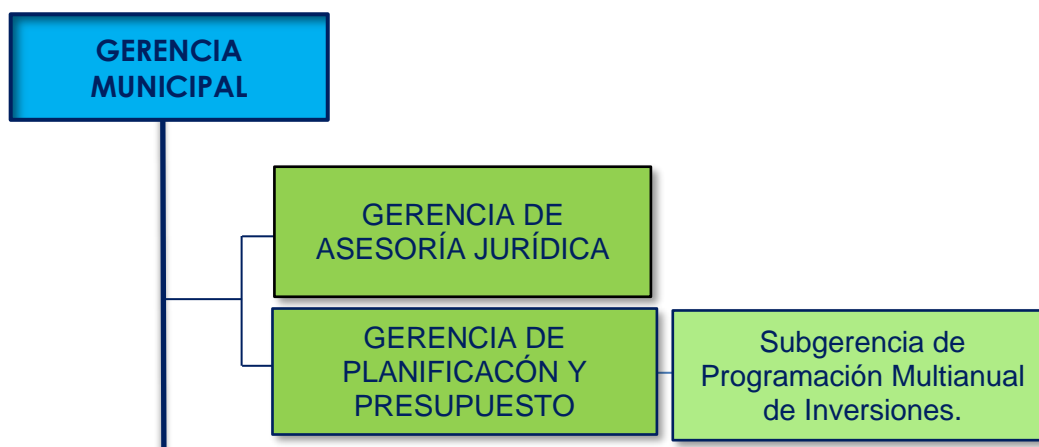 GERENCIA
MUNICIPAL
GERENCIA DE
ASESORÍA JURÍDICA
GERENCIA DE
PLANIFICACÓN Y
PRESUPUESTO
Subgerencia de
Programación Multianual
de Inversiones.